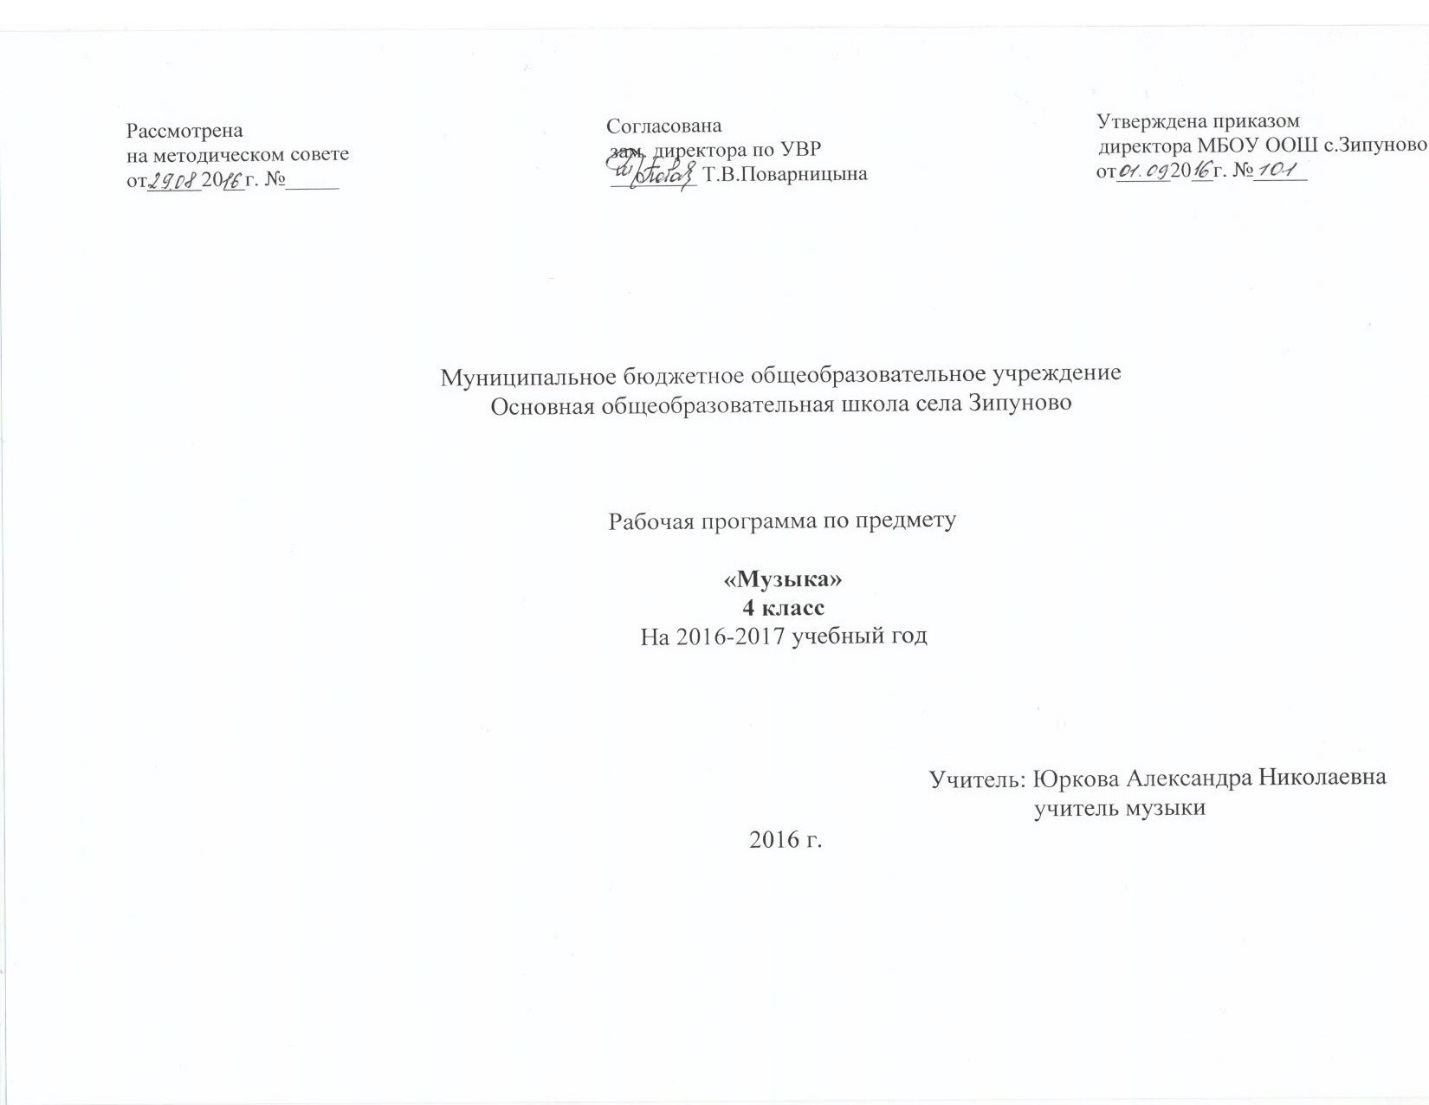 Рассмотрена
на методическом совете
от 29.08 2016 г. №______
Согласована
зам. директора по УВР
________ Т.В.Поварницына
Утверждена приказом
директора МБОУ ООШ с.Зипуново
от 01.09 2016 г. № 101
Муниципальное бюджетное общеобразовательное учреждение
Основная общеобразовательная школа села Зипуново
Рабочая программа по предмету
«Музыка»
4 класс
На 2016-2017 учебный год
Учитель: Юркова Александра Николаевна
учитель музыки
2016 г.